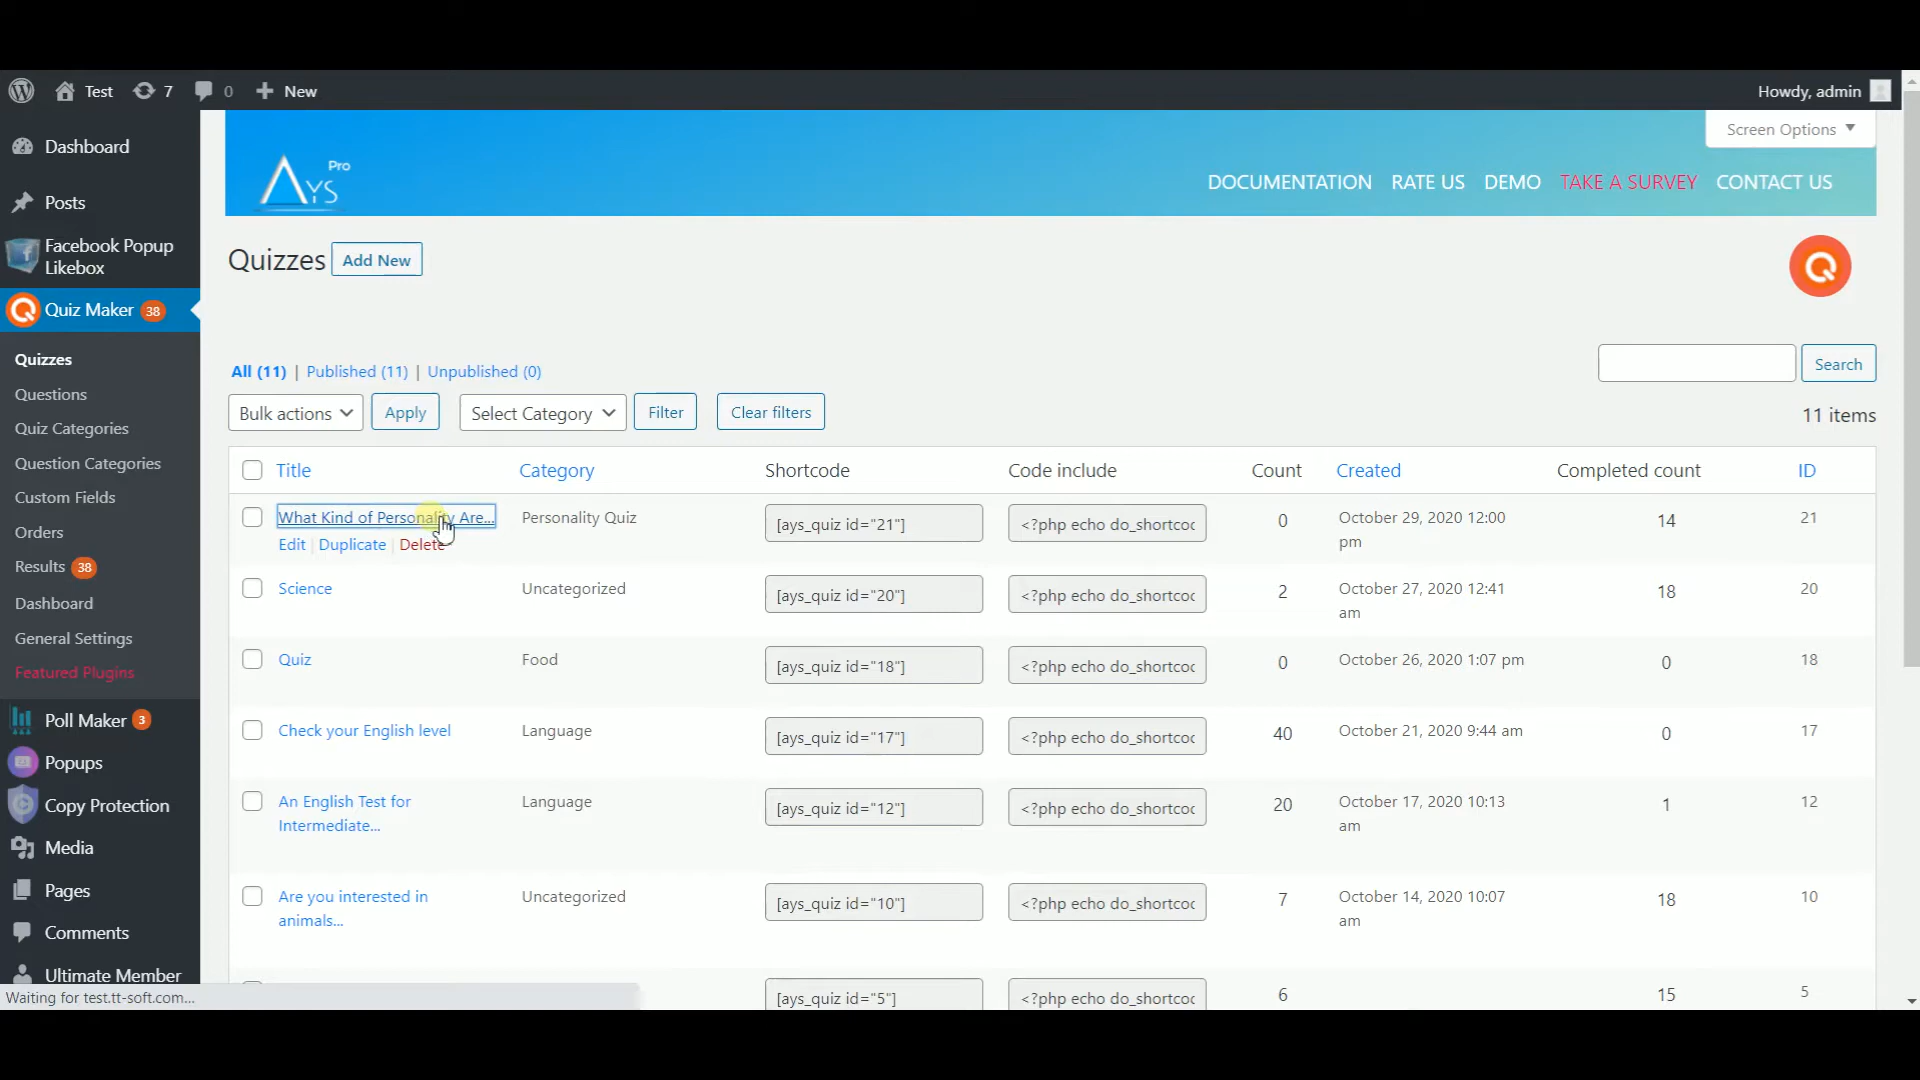 Test 7 0 New Howdy, admin
Screen Options
AYS Pro
DOCUMENTATION RATE US DEMO TAKE A SURVEY CONTACT US
Dashboard
Posts
Facebook Popup
Likebox
Quiz Maker 38
Quizzes
Questions
Quiz Categories
Question Categories
Custom Fields
Orders
Results 38
Dashboard
General Settings
Featured Plugins
Poll Maker 3
Popups
Copy Protection
Media
Pages
Comments
Ultimate Member
Waiting for test.tt-soft.com...
Quizzes Add New
Q
All (11) | Published (11) | Unpublished (0)
Search
Bulk actions Apply Select Category Filter Clear filters 11 items
Title Category Shortcode Code include Count Created Completed count ID
What Kind of Personality Are... Personality Quiz [ays_quiz id="21"] <?php echo do_shortcoc 0 October 29, 2020 12:00 14 21
pm
Edit | Duplicate | Delete
Science Uncategorized [ays_quiz id="20"] <?php echo do_shortcoc 2 October 27, 2020 12:41 18 20
am
Quiz Food [ays_quiz id="18"] <?php echo do_shortcoc 0 October 26, 2020 1:07 pm 0 18
Check your English level Language [ays_quiz id="17"] <?php echo do_shortcoc 40 October 21, 2020 9:44 am 0 17
An English Test for Language [ays_quiz id="12"] <?php echo do_shortcoc 20 October 17, 2020 10:13 1 12
Intermediate... am
Are you interested in Uncategorized [ays_quiz id="10"] <?php echo do_shortcoc 7 October 14, 2020 10:07 18 10
animals... am
[ays_quiz id="5"] <?php echo do_shortcoc 6 15 5